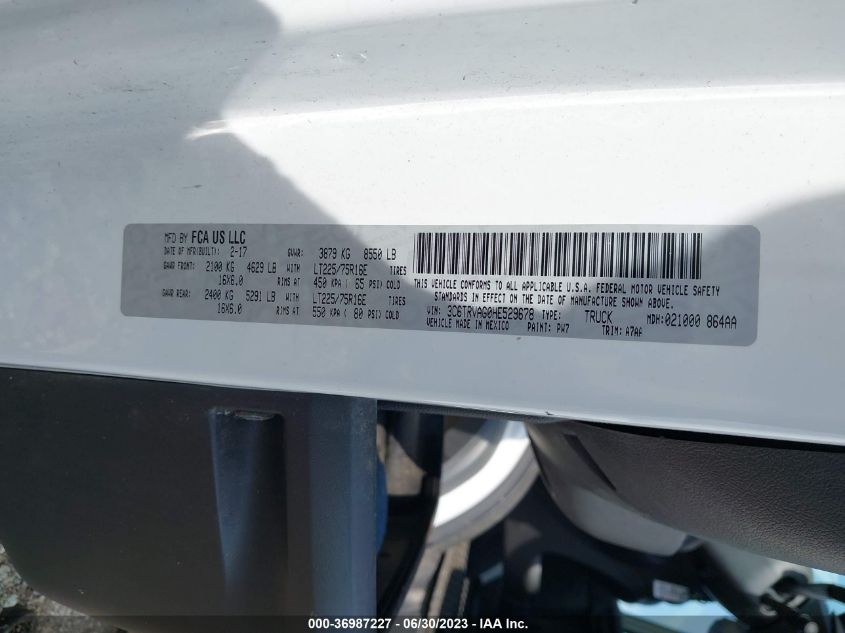 MFD BY FCA US LLC
DATE OF MFR(BUILT): 2-17 GVWR: 3879 KG 8550 LB
GAWR FRONT: 2100 KG 4629 LB WITH LT225/75R16E TIRES
16X6.0 RIMS AT 450 KPA ( 65 PSI) COLD
GAWR REAR: 2400 KG 5291 LB WITH LT225/75R16E TIRES
16X6.0 RIMS AT 550 KPA ( 80 PSI) COLD
THIS VEHICLE CONFORMS TO ALL APPLICABLE U.S.A. FEDERAL MOTOR VEHICLE SAFETY
STANDARDS IN EFFECT ON THE DATE OF MANUFACTURE SHOWN ABOVE.
VIN: 3C6TRVAG0HE529678 TYPE: TRUCK MDH:021000 864AA
VEHICLE MADE IN MEXICO PAINT: PW7 TRIM: A7AF
000-36987227 - 06/30/2023 - IAA Inc.